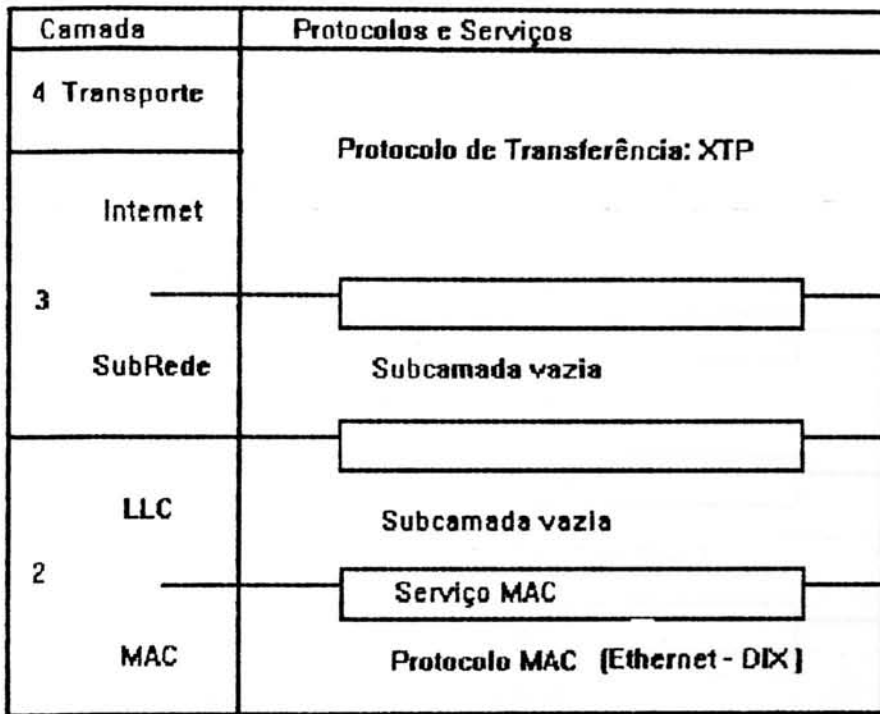 Camada Protocolos e Serviços
4 Transporte
Protocolo de Transferência: XTP
Internet
3
SubRede Subcamada vazia
LLC Subcamada vazia
2
Serviço MAC
MAC Protocolo MAC (Ethernet - DIX)